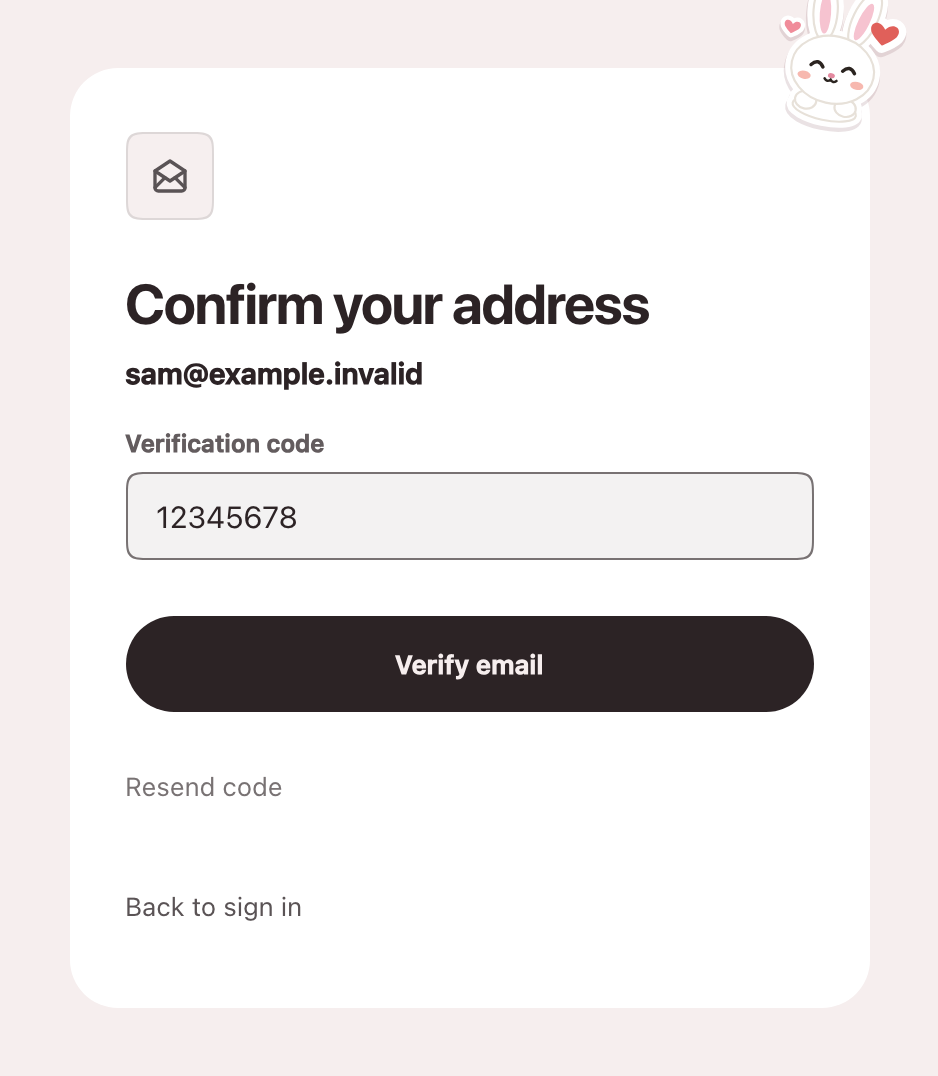 Confirm your address
sam@example.invalid
Verification code
12345678
Verify email
Resend code
Back to sign in